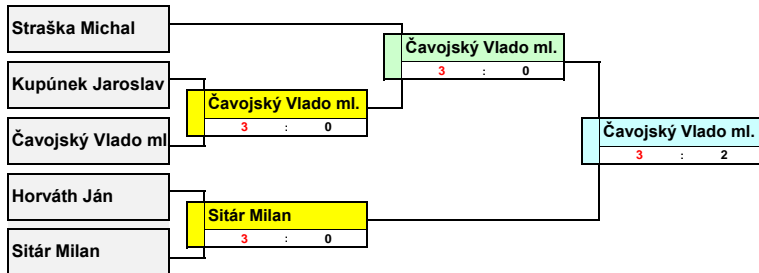 Straška Michal
Čavojský Vlado ml.
3 : 0
Kupúnek Jaroslav
Čavojský Vlado ml.
3 : 0
Čavojský Vlado ml
Čavojský Vlado ml.
3 : 2
Horváth Ján
Sitár Milan
3 : 0
Sitár Milan